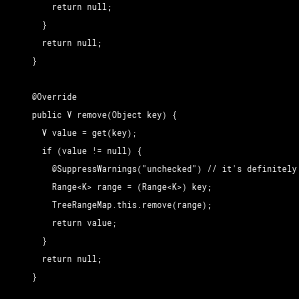 return null;
}
return null;
}
@Override
public V remove(Object key) {
V value = get(key);
if (value != null) {
@SuppressWarnings("unchecked") // it's definitely
Range<K> range = (Range<K>) key;
TreeRangeMap.this.remove(range);
return value;
}
return null;
}